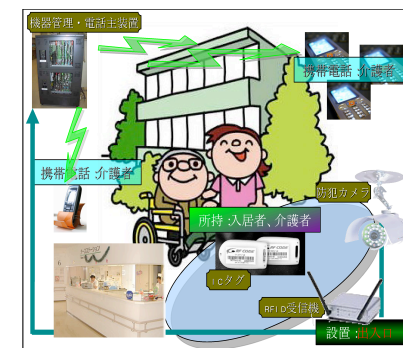 機器管理・電話主装置
携帯電話:介護者
携帯電話:介護者
防犯カメラ
所持:入居者、介護者
ICタグ
RFID受信機
設置:出入口